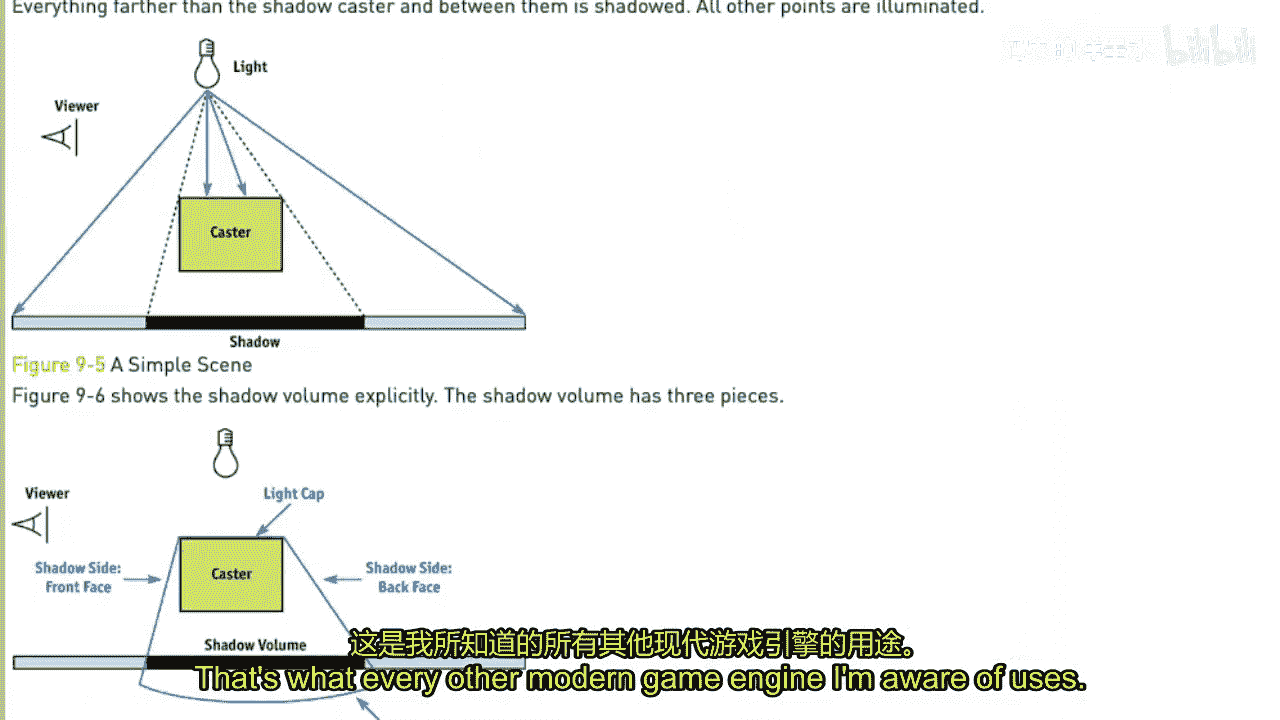 Everything farther than the shadow caster and between them is shadowed. All other points are illuminated.
bilibili
Light
Viewer
Caster
Shadow
Figure 9-5 A Simple Scene
Figure 9-6 shows the shadow volume explicitly. The shadow volume has three pieces.
Viewer
Light Cap
Shadow Side:
Front Face
Caster
Shadow Side:
Back Face
Shadow Volume
这是我所知道的所有其他现代游戏引擎的用途。
That's what every other modern game engine I'm aware of uses.